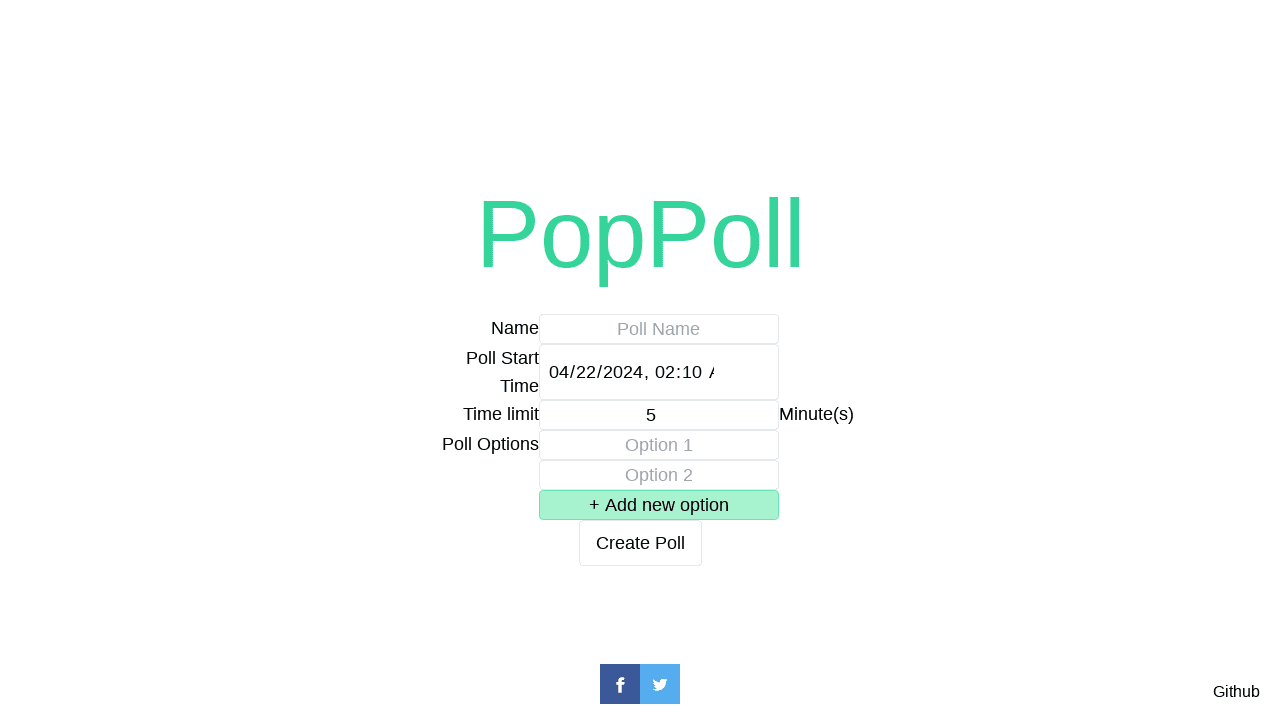 PopPoll
Name Poll Name
Poll Start
Time
04/22/2024, 02:10
Time limit 5 Minute(s)
Poll Options Option 1
Option 2
+ Add new option
Create Poll
Github